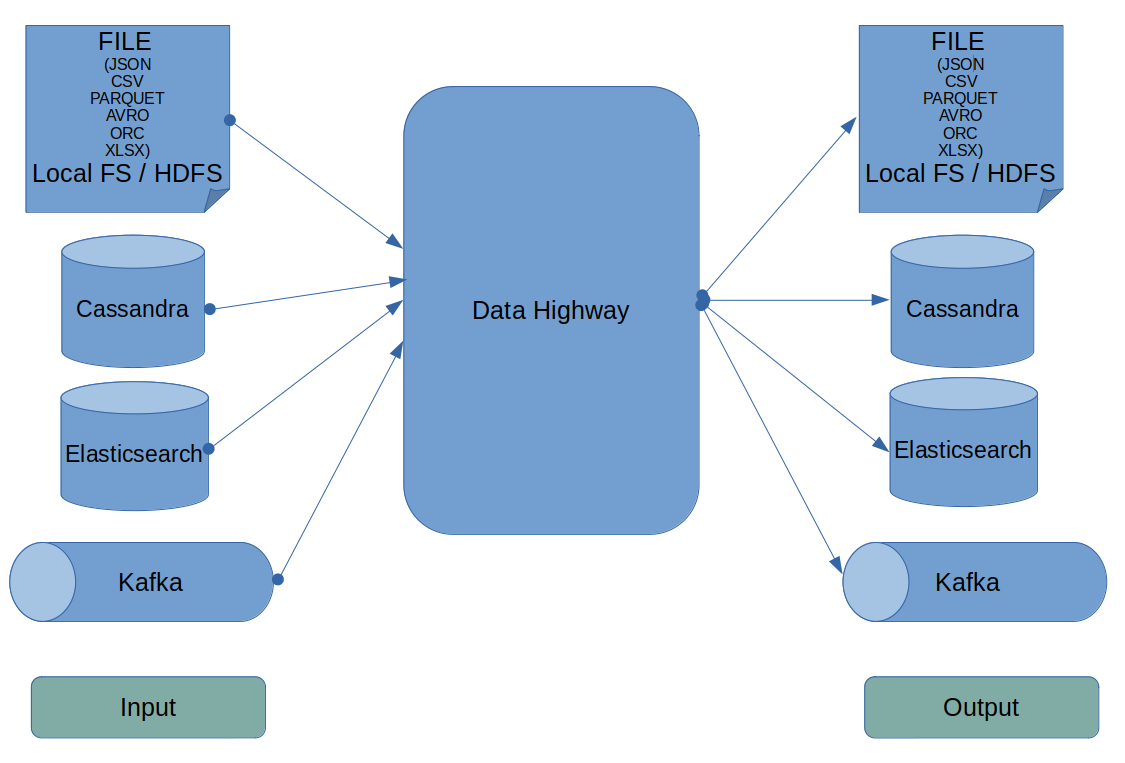 FILE
(JSON
CSV
PARQUET
AVRO
ORC
XLSX)
Local FS / HDFS
Cassandra
Elasticsearch
Kafka
Input
Data Highway
FILE
(JSON
CSV
PARQUET
AVRO
ORC
XLSX)
Local FS / HDFS
Cassandra
Elasticsearch
Kafka
Output